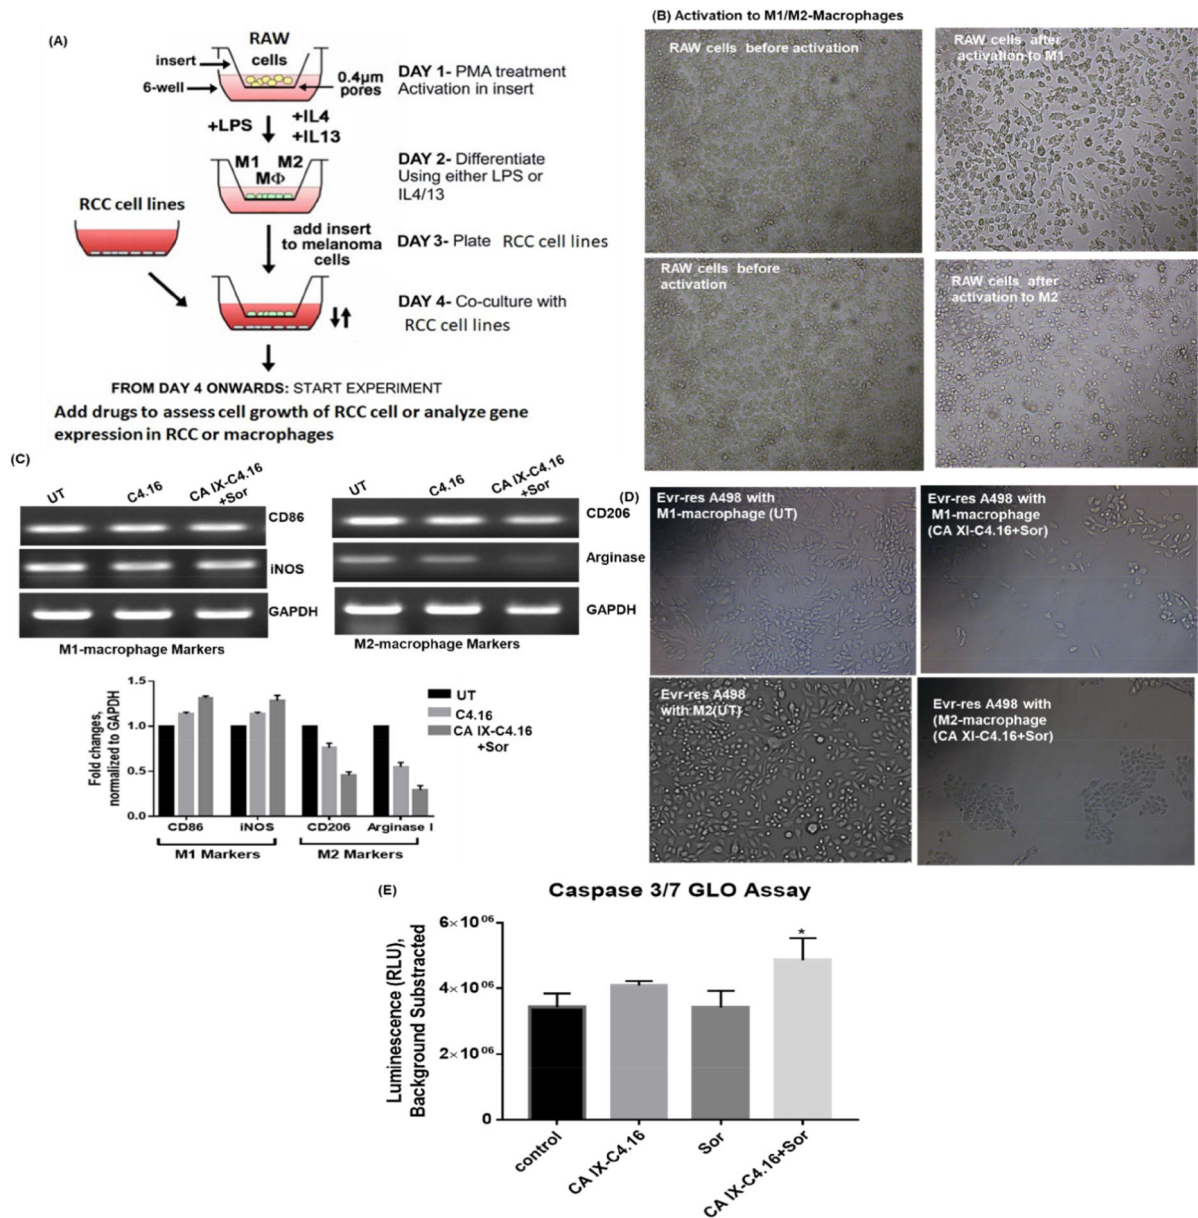 (A)
RAW
cells
insert
6-well
0.4µm
pores
DAY 1- PMA treatment
Activation in insert
+LPS
+IL4
+IL13
M1 M2
MΦ
DAY 2- Differentiate
Using either LPS or
IL4/13
RCC cell lines
add insert
to melanoma
cells
DAY 3- Plate RCC cell lines
DAY 4- Co-culture with
RCC cell lines
FROM DAY 4 ONWARDS: START EXPERIMENT
Add drugs to assess cell growth of RCC cell or analyze gene
expression in RCC or macrophages
(B) Activation to M1/M2-Macrophages
RAW cells before activation
RAW cells after
activation to M1
RAW cells before
activation
RAW cells after
activation to M2
(C)
UT
C4.16
CA IX-C4.16
+Sor
CD86
iNOS
GAPDH
M1-macrophage Markers
UT
C4.16
CA IX-C4.16
+Sor
CD206
Arginase
GAPDH
M2-macrophage Markers
Fold changes,
normalized to GAPDH
1.5
1.0
0.5
0.0
UT
C4.16
CA IX-C4.16
+Sor
CD86 iNOS CD206 Arginase I
M1 Markers M2 Markers
(D)
Evr-res A498 with
M1-macrophage (UT)
Evr-res A498 with
M1-macrophage
(CA XI-C4.16+Sor)
Evr-res A498
with M2(UT)
Evr-res A498 with
(M2-macrophage
(CA XI-C4.16+Sor)
(E)
Caspase 3/7 GLO Assay
Luminescence (RLU),
Background Substracted
6×10⁰⁶
4×10⁰⁶
2×10⁰⁶
0
*
control
CA IX-C4.16
Sor
CA IX-C4.16+Sor